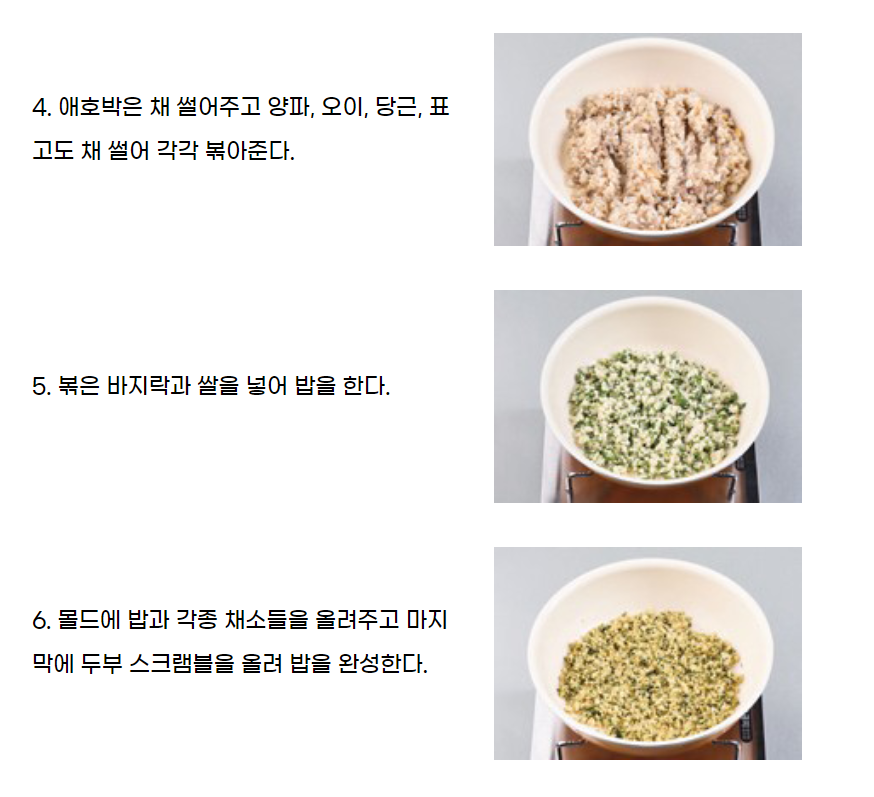 4. 애호박은 채 썰어주고 양파, 오이, 당근, 표
고도 채 썰어 각각 볶아준다.
5. 볶은 바지락과 쌀을 넣어 밥을 한다.
6. 몰드에 밥과 각종 채소들을 올려주고 마지
막에 두부 스크램블을 올려 밥을 완성한다.